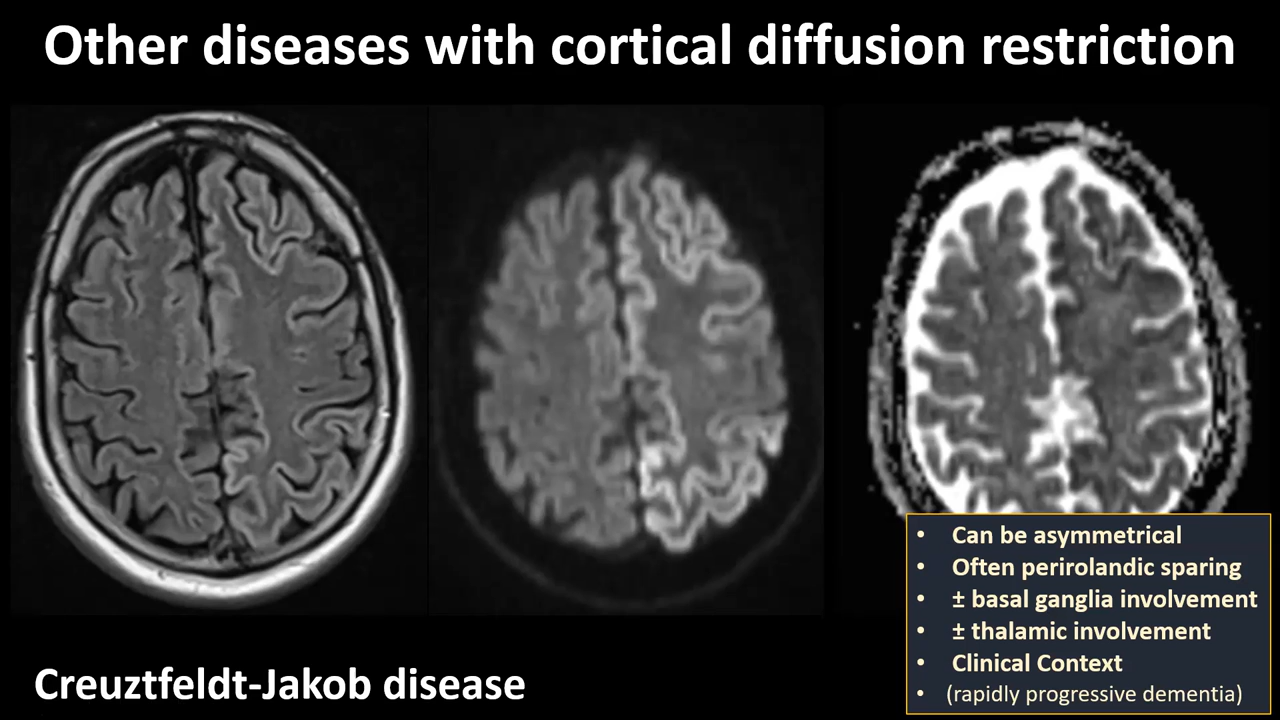 Other diseases with cortical diffusion restriction
• Can be asymmetrical
• Often perirolandic sparing
• ± basal ganglia involvement
• ± thalamic involvement
• Clinical Context
• (rapidly progressive dementia)
Creuztfeldt-Jakob disease